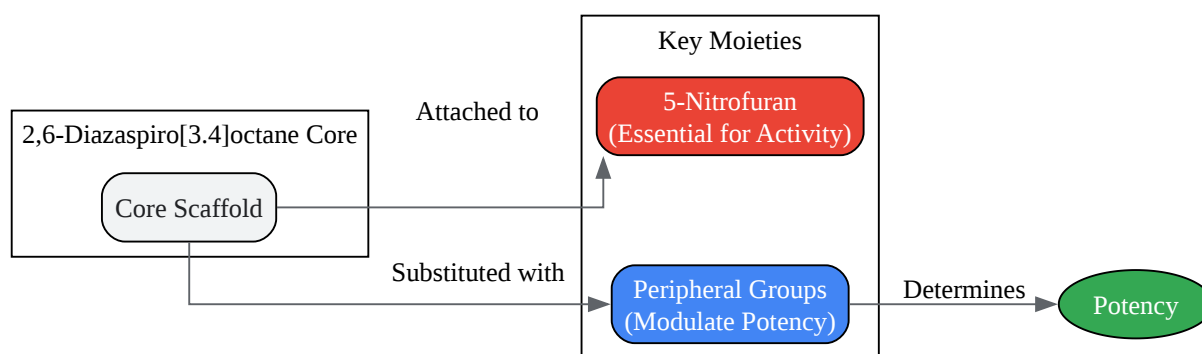 Key Moieties
5-Nitrofuran
(Essential for Activity)
Attached to
2,6-Diazaspiro[3.4]octane Core
Core Scaffold
Substituted with
Peripheral Groups
(Modulate Potency)
Determines
Potency